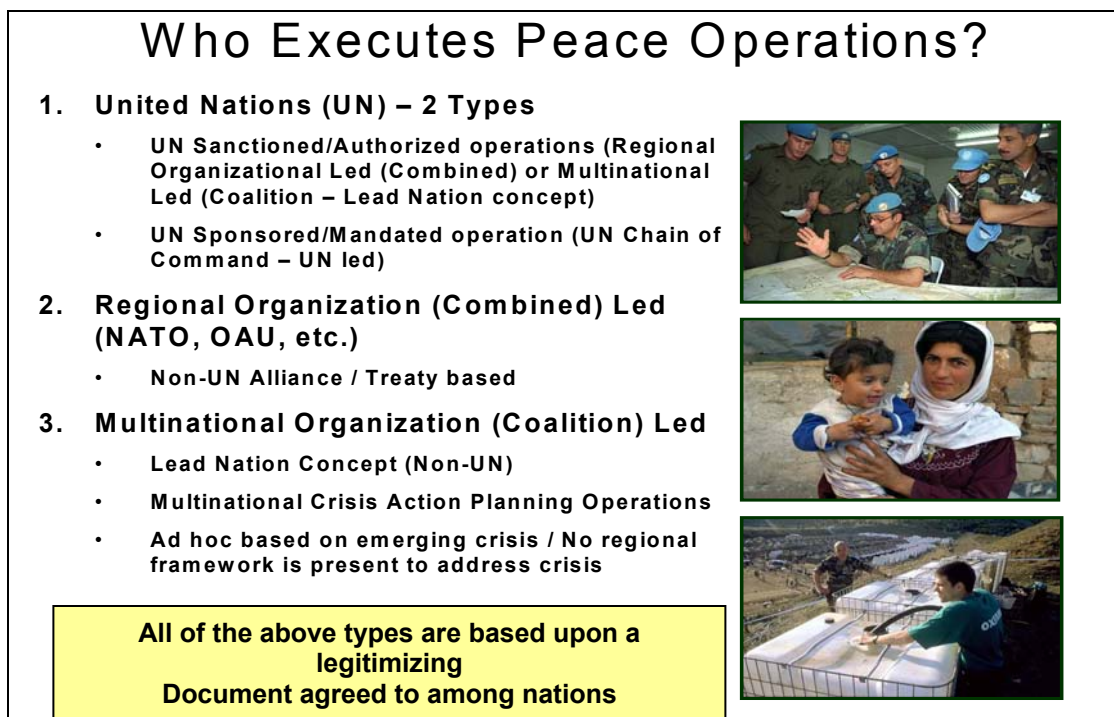 Who Executes Peace Operations?
1. United Nations (UN) – 2 Types
• UN Sanctioned/Authorized operations (Regional
Organizational Led (Combined) or Multinational
Led (Coalition – Lead Nation concept)
• UN Sponsored/Mandated operation (UN Chain of
Command – UN led)
2. Regional Organization (Combined) Led
(NATO, OAU, etc.)
• Non-UN Alliance / Treaty based
3. Multinational Organization (Coalition) Led
• Lead Nation Concept (Non-UN)
• Multinational Crisis Action Planning Operations
• Ad hoc based on emerging crisis / No regional
framework is present to address crisis
All of the above types are based upon a
legitimizing
Document agreed to among nations